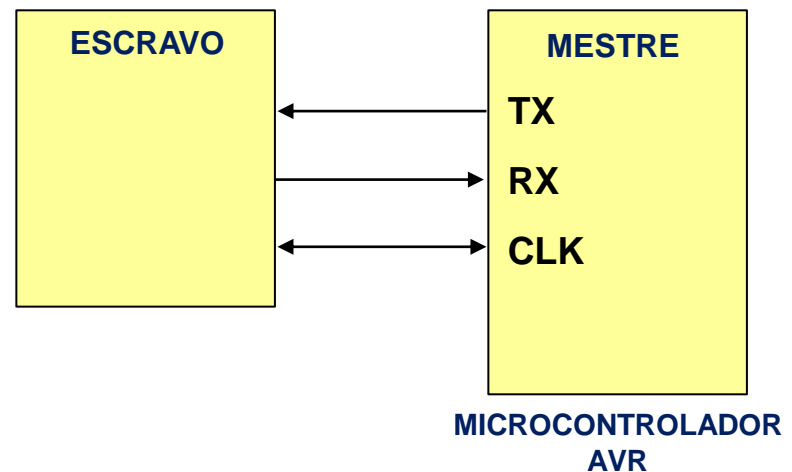 ESCRAVO
MESTRE
TX
RX
CLK
MICROCONTROLADOR
AVR